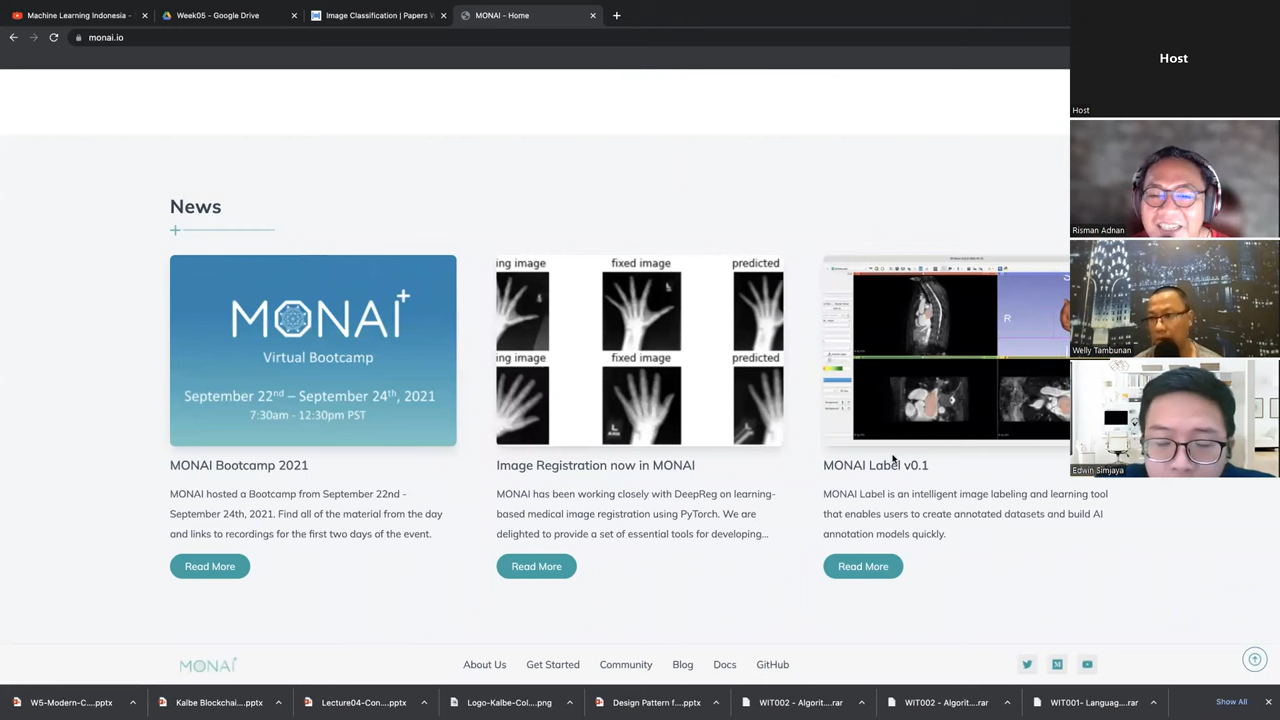 Machine Learning Indonesia -
Week05 - Google Drive
Image Classification | Papers W
MONAI - Home
monai.io
Host
Host
Risman Adnan
Welly Tambunan
Edwin Simjaya
News
MONAI
Virtual Bootcamp
September 22nd – September 24th, 2021
7:30am - 12:30pm PST
ing image
fixed image
predicted
ing image
fixed image
predicted
R
MONAI Bootcamp 2021
MONAI hosted a Bootcamp from September 22nd -
September 24th, 2021. Find all of the material from the day
and links to recordings for the first two days of the event.
Read More
Image Registration now in MONAI
MONAI has been working closely with DeepReg on learning-
based medical image registration using PyTorch. We are
delighted to provide a set of essential tools for developing...
Read More
MONAI Label v0.1
MONAI Label is an intelligent image labeling and learning tool
that enables users to create annotated datasets and build AI
annotation models quickly.
Read More
MONAI
About Us
Get Started
Community
Blog
Docs
GitHub
W5-Modern-C....pptx
Kalbe Blockchai....pptx
Lecture04-Con....pptx
Logo-Kalbe-Col....png
Design Pattern f....pptx
WIT002 - Algorit....rar
WIT002 - Algorit....rar
WIT001- Languag....rar
Show All